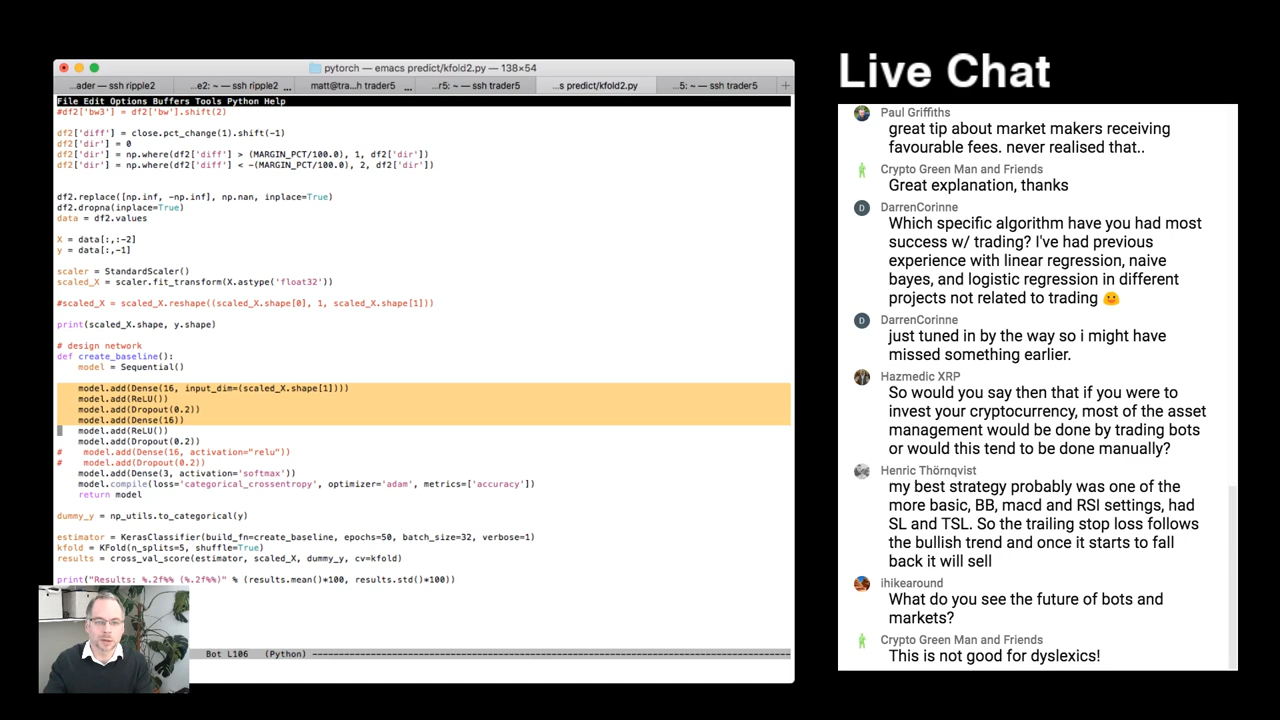 pytorch — emacs predict/kfold2.py — 138×54
...ader — ssh ripple2
...e2: ~ — ssh ripple2 ...
matt@tra...h trader5 ...
...r5: ~ — ssh trader5
...s predict/kfold2.py
...5: ~ — ssh trader5
File Edit Options Buffers Tools Python Help
#df2['bw3'] = df2['bw'].shift(2)
df2['diff'] = close.pct_change(1).shift(-1)
df2['dir'] = 0
df2['dir'] = np.where(df2['diff'] > (MARGIN_PCT/100.0), 1, df2['dir'])
df2['dir'] = np.where(df2['diff'] < -(MARGIN_PCT/100.0), 2, df2['dir'])
df2.replace([np.inf, -np.inf], np.nan, inplace=True)
df2.dropna(inplace=True)
data = df2.values
X = data[:,:-2]
y = data[:,-1]
scaler = StandardScaler()
scaled_X = scaler.fit_transform(X.astype('float32'))
#scaled_X = scaled_X.reshape((scaled_X.shape[0], 1, scaled_X.shape[1]))
print(scaled_X.shape, y.shape)
# design network
def create_baseline():
model = Sequential()
model.add(Dense(16, input_dim=(scaled_X.shape[1])))
model.add(ReLU())
model.add(Dropout(0.2))
model.add(Dense(16))
model.add(ReLU())
model.add(Dropout(0.2))
# model.add(Dense(16, activation="relu"))
# model.add(Dropout(0.2))
model.add(Dense(3, activation='softmax'))
model.compile(loss='categorical_crossentropy', optimizer='adam', metrics=['accuracy'])
return model
dummy_y = np_utils.to_categorical(y)
estimator = KerasClassifier(build_fn=create_baseline, epochs=50, batch_size=32, verbose=1)
kfold = KFold(n_splits=5, shuffle=True)
results = cross_val_score(estimator, scaled_X, dummy_y, cv=kfold)
print("Results: %.2f%% (%.2f%%)" % (results.mean()*100, results.std()*100))
Bot L106 (Python)
Live Chat
Paul Griffiths
great tip about market makers receiving
favourable fees. never realised that..
Crypto Green Man and Friends
Great explanation, thanks
D
DarrenCorinne
Which specific algorithm have you had most
success w/ trading? I've had previous
experience with linear regression, naive
bayes, and logistic regression in different
projects not related to trading
D
DarrenCorinne
just tuned in by the way so i might have
missed something earlier.
Hazmedic XRP
So would you say then that if you were to
invest your cryptocurrency, most of the asset
management would be done by trading bots
or would this tend to be done manually?
Henric Thörnqvist
my best strategy probably was one of the
more basic, BB, macd and RSI settings, had
SL and TSL. So the trailing stop loss follows
the bullish trend and once it starts to fall
back it will sell
ihikearound
What do you see the future of bots and
markets?
Crypto Green Man and Friends
This is not good for dyslexics!